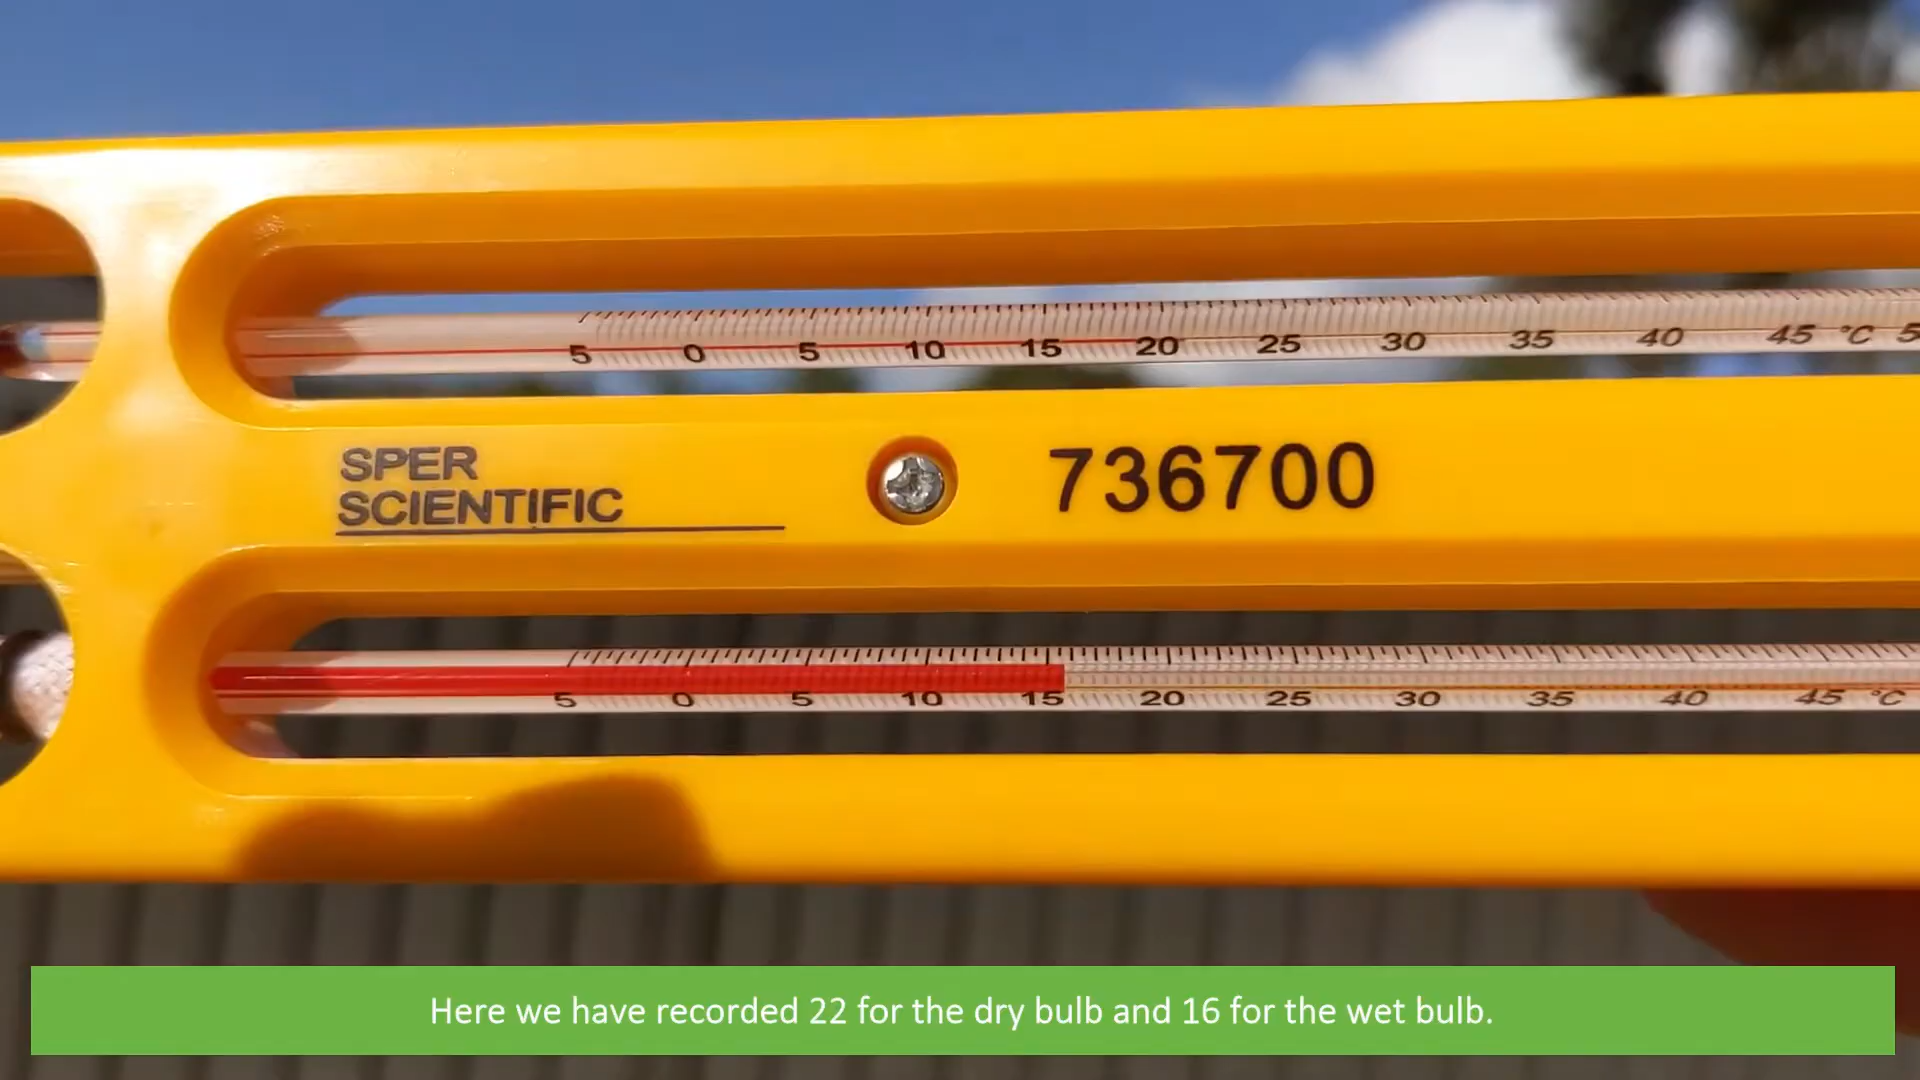 5 0 5 10 15 20 25 30 35 40 45 °C 5
SPER
SCIENTIFIC
736700
5 0 5 10 15 20 25 30 35 40 45 °C
Here we have recorded 22 for the dry bulb and 16 for the wet bulb.